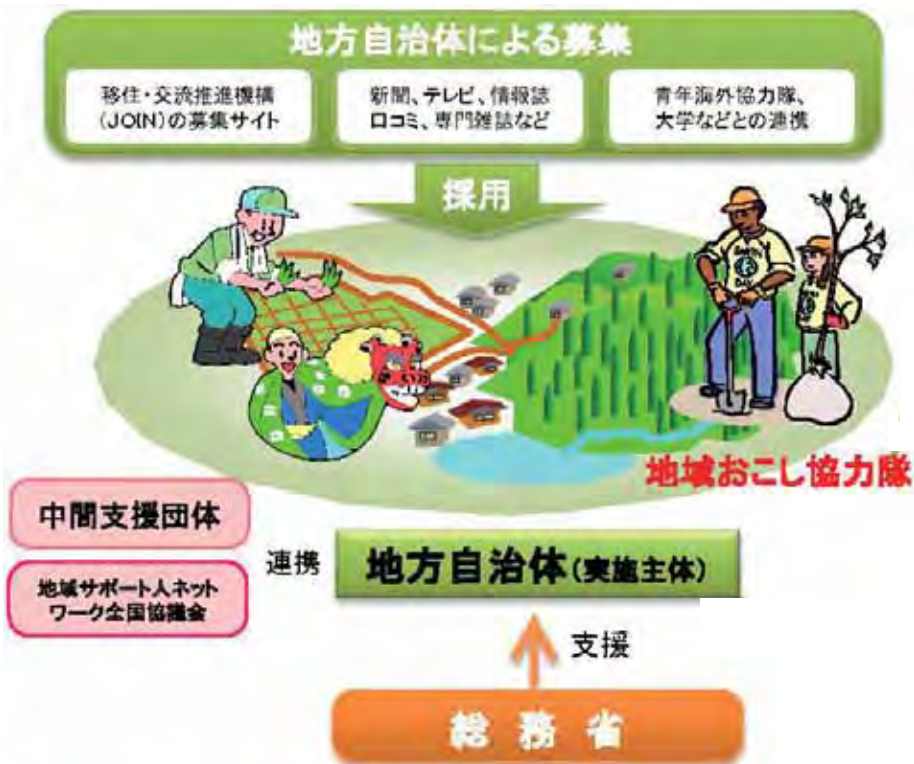 地方自治体による募集
移住・交流推進機構
(JOIN)の募集サイト
新聞、テレビ、情報誌
口コミ、専門雑誌など
青年海外協力隊、
大学などとの連携
採用
地域おこし協力隊
中間支援団体
地域サポート人ネット
ワーク全国協議会
連携
地方自治体(実施主体)
支援
総務省